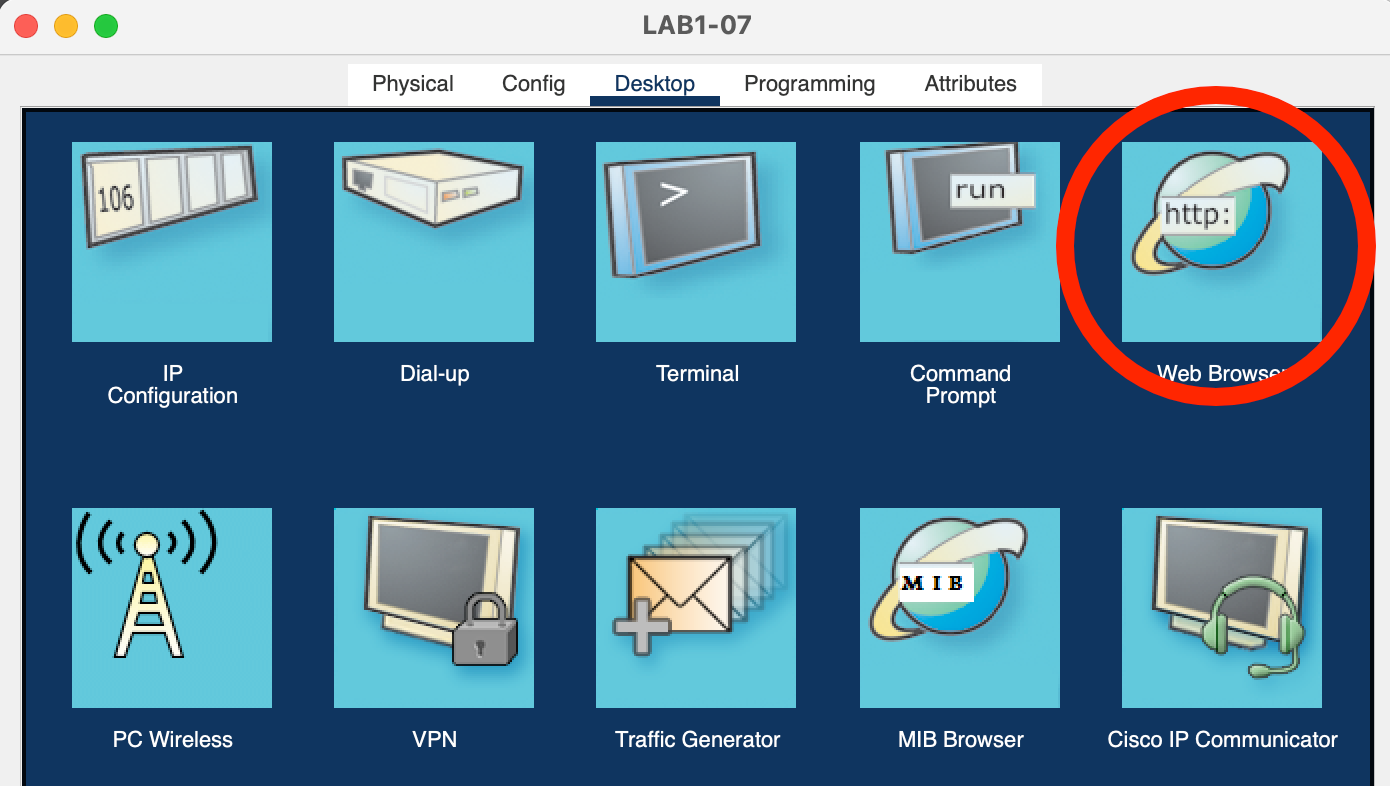 LAB1-07
Physical Config Desktop Programming Attributes
106
>
run
http:
IP
Configuration
Dial-up
Terminal
Command
Prompt
Web Browser
MIB
PC Wireless
VPN
Traffic Generator
MIB Browser
Cisco IP Communicator